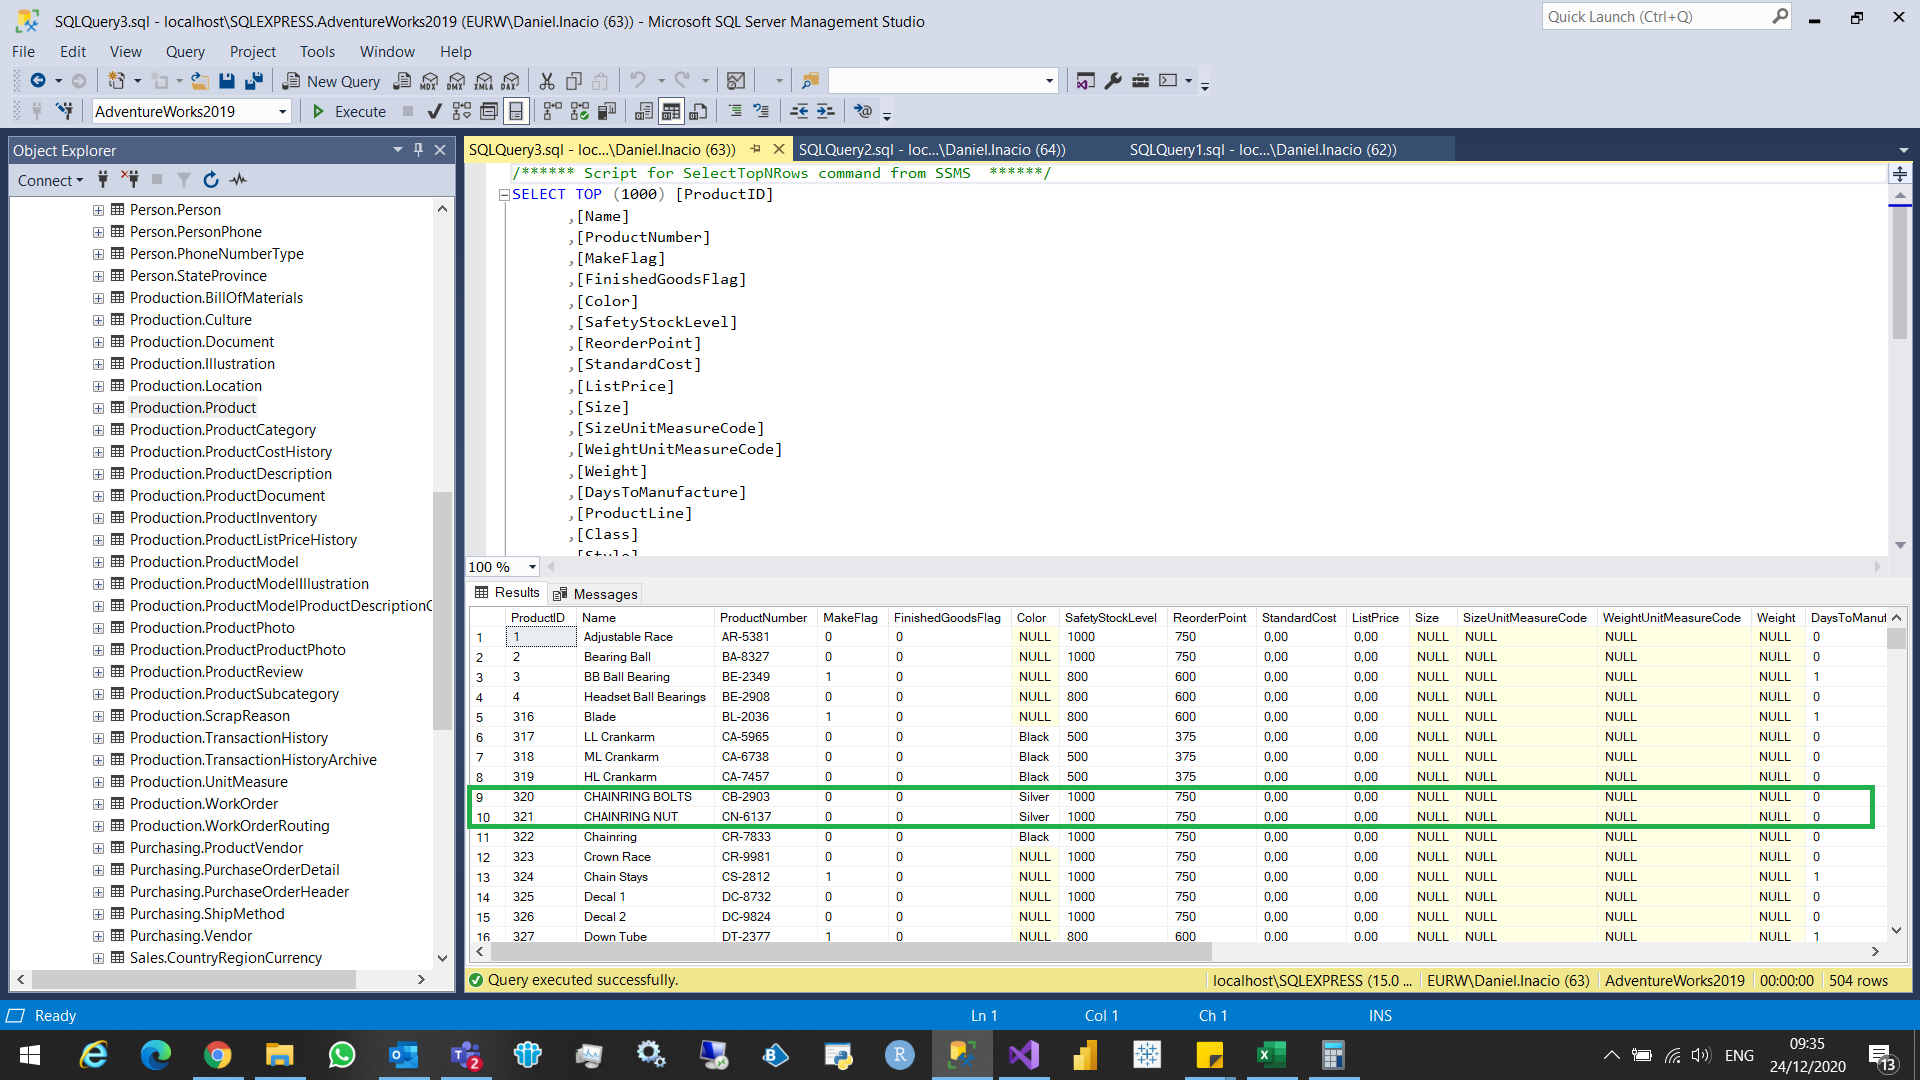 SQLQuery3.sql - localhost\SQLEXPRESS.AdventureWorks2019 (EURW\Daniel.Inacio (63)) - Microsoft SQL Server Management Studio
Quick Launch (Ctrl+Q)
File Edit View Query Project Tools Window Help
New Query MDX DMX XMLA DAX
AdventureWorks2019 Execute
Object Explorer
Connect
Person.Person
Person.PersonPhone
Person.PhoneNumberType
Person.StateProvince
Production.BillOfMaterials
Production.Culture
Production.Document
Production.Illustration
Production.Location
Production.Product
Production.ProductCategory
Production.ProductCostHistory
Production.ProductDescription
Production.ProductDocument
Production.ProductInventory
Production.ProductListPriceHistory
Production.ProductModel
Production.ProductModelIllustration
Production.ProductModelProductDescriptionC
Production.ProductPhoto
Production.ProductProductPhoto
Production.ProductReview
Production.ProductSubcategory
Production.ScrapReason
Production.TransactionHistory
Production.TransactionHistoryArchive
Production.UnitMeasure
Production.WorkOrder
Production.WorkOrderRouting
Purchasing.ProductVendor
Purchasing.PurchaseOrderDetail
Purchasing.PurchaseOrderHeader
Purchasing.ShipMethod
Purchasing.Vendor
Sales.CountryRegionCurrency
SQLQuery3.sql - loc...\Daniel.Inacio (63)) SQLQuery2.sql - loc...\Daniel.Inacio (64)) SQLQuery1.sql - loc...\Daniel.Inacio (62))
/****** Script for SelectTopNRows command from SSMS ******/
SELECT TOP (1000) [ProductID]
,[Name]
,[ProductNumber]
,[MakeFlag]
,[FinishedGoodsFlag]
,[Color]
,[SafetyStockLevel]
,[ReorderPoint]
,[StandardCost]
,[ListPrice]
,[Size]
,[SizeUnitMeasureCode]
,[WeightUnitMeasureCode]
,[Weight]
,[DaysToManufacture]
,[ProductLine]
,[Class]
,[Style]
100 %
Results Messages
ProductID Name ProductNumber MakeFlag FinishedGoodsFlag Color SafetyStockLevel ReorderPoint StandardCost ListPrice Size SizeUnitMeasureCode WeightUnitMeasureCode Weight DaysToManuf
1 1 Adjustable Race AR-5381 0 0 NULL 1000 750 0,00 0,00 NULL NULL NULL NULL 0
2 2 Bearing Ball BA-8327 0 0 NULL 1000 750 0,00 0,00 NULL NULL NULL NULL 0
3 3 BB Ball Bearing BE-2349 1 0 NULL 800 600 0,00 0,00 NULL NULL NULL NULL 1
4 4 Headset Ball Bearings BE-2908 0 0 NULL 800 600 0,00 0,00 NULL NULL NULL NULL 0
5 316 Blade BL-2036 1 0 NULL 800 600 0,00 0,00 NULL NULL NULL NULL 1
6 317 LL Crankarm CA-5965 0 0 Black 500 375 0,00 0,00 NULL NULL NULL NULL 0
7 318 ML Crankarm CA-6738 0 0 Black 500 375 0,00 0,00 NULL NULL NULL NULL 0
8 319 HL Crankarm CA-7457 0 0 Black 500 375 0,00 0,00 NULL NULL NULL NULL 0
9 320 CHAINRING BOLTS CB-2903 0 0 Silver 1000 750 0,00 0,00 NULL NULL NULL NULL 0
10 321 CHAINRING NUT CN-6137 0 0 Silver 1000 750 0,00 0,00 NULL NULL NULL NULL 0
11 322 Chainring CR-7833 0 0 Black 1000 750 0,00 0,00 NULL NULL NULL NULL 0
12 323 Crown Race CR-9981 0 0 NULL 1000 750 0,00 0,00 NULL NULL NULL NULL 0
13 324 Chain Stays CS-2812 1 0 NULL 1000 750 0,00 0,00 NULL NULL NULL NULL 1
14 325 Decal 1 DC-8732 0 0 NULL 1000 750 0,00 0,00 NULL NULL NULL NULL 0
15 326 Decal 2 DC-9824 0 0 NULL 1000 750 0,00 0,00 NULL NULL NULL NULL 0
16 327 Down Tube DT-2377 1 0 NULL 800 600 0,00 0,00 NULL NULL NULL NULL 1
Query executed successfully. localhost\SQLEXPRESS (15.0 ... EURW\Daniel.Inacio (63) AdventureWorks2019 00:00:00 504 rows
Ready Ln 1 Col 1 Ch 1 INS
ENG 09:35
24/12/2020 13